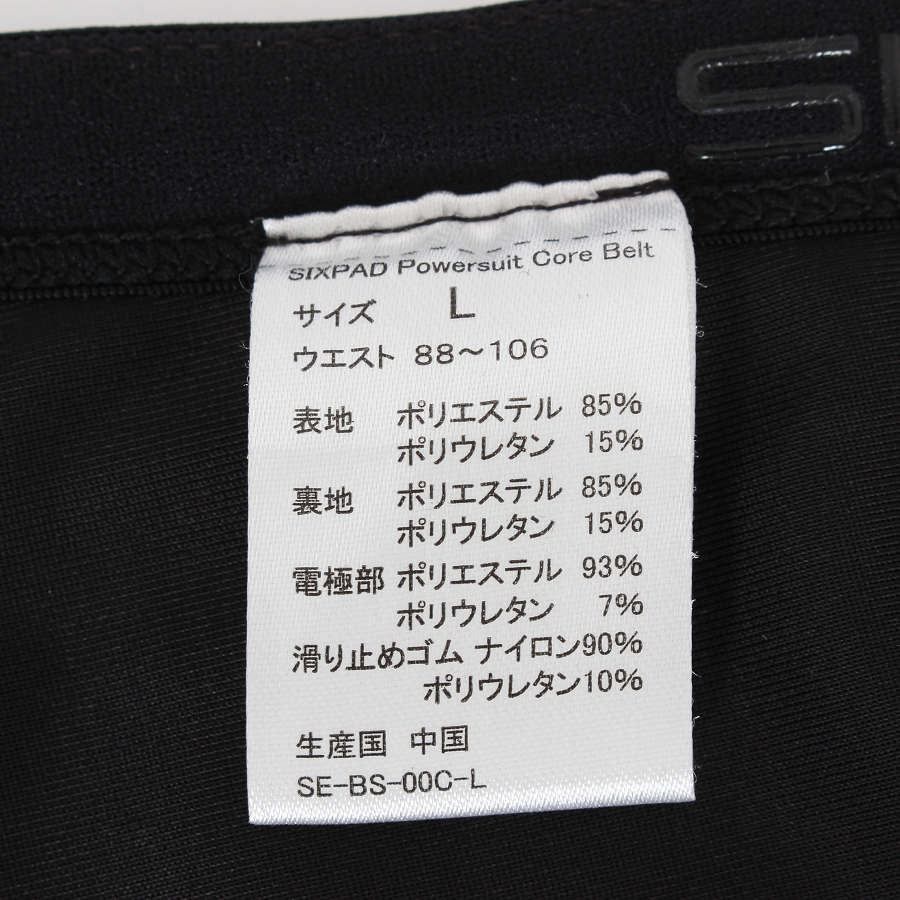 SIXPAD Powersuit Core Belt
サイズ L
ウエスト 88～106
表地 ポリエステル 85%
ポリウレタン 15%
裏地 ポリエステル 85%
ポリウレタン 15%
電極部 ポリエステル 93%
ポリウレタン 7%
滑り止めゴム ナイロン90%
ポリウレタン10%
生産国 中国
SE-BS-00C-L